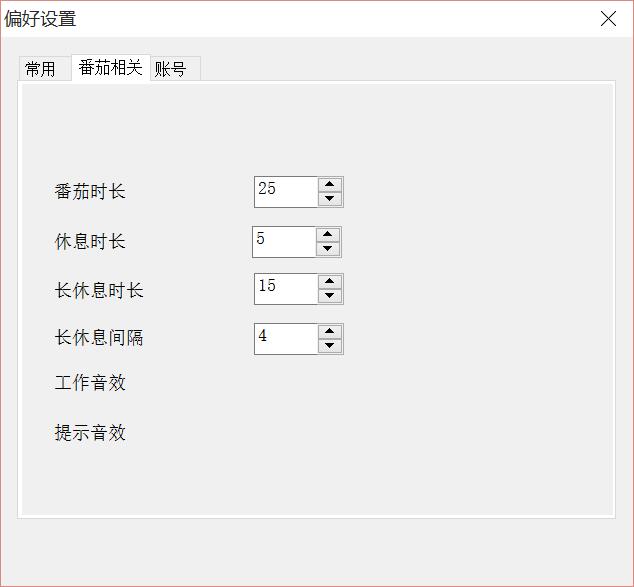 偏好设置
常用 番茄相关 账号
番茄时长 25
休息时长 5
长休息时长 15
长休息间隔 4
工作音效
提示音效